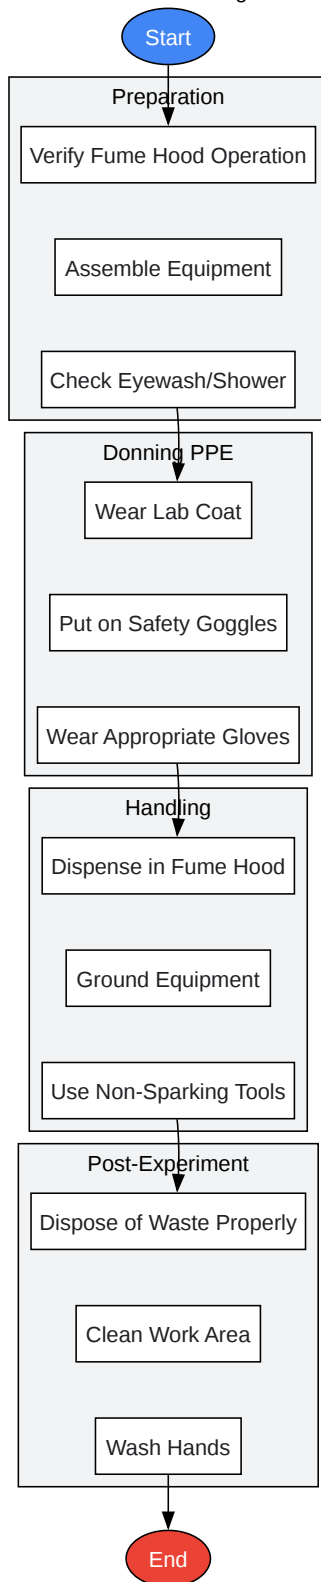 Start
Preparation
Verify Fume Hood Operation
Assemble Equipment
Check Eyewash/Shower
Donning PPE
Wear Lab Coat
Put on Safety Goggles
Wear Appropriate Gloves
Handling
Dispense in Fume Hood
Ground Equipment
Use Non-Sparking Tools
Post-Experiment
Dispose of Waste Properly
Clean Work Area
Wash Hands
End